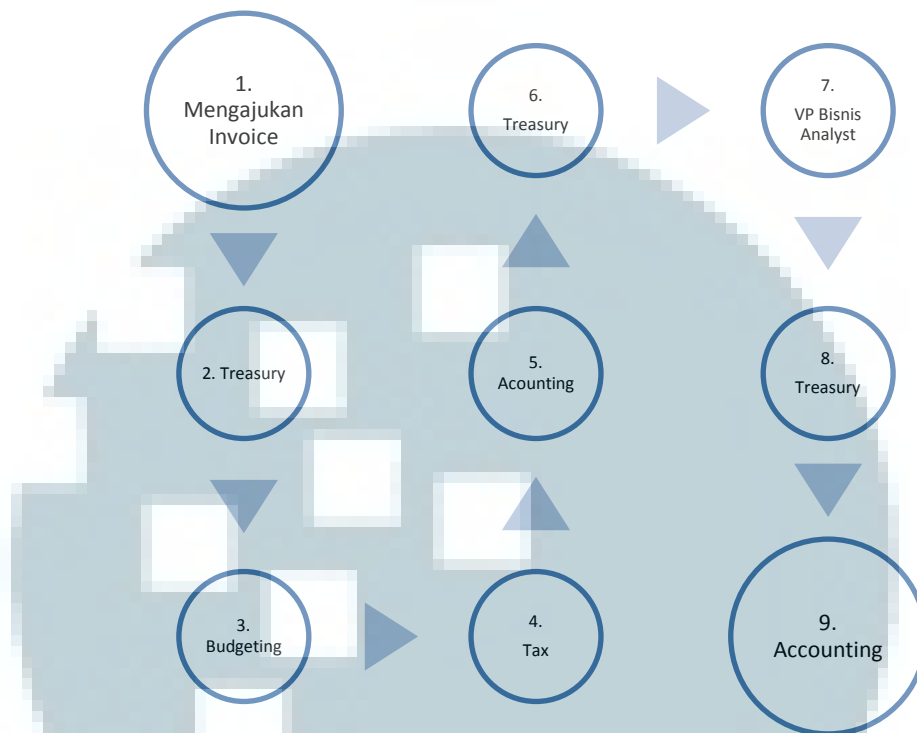 1.
Mengajukan
Invoice
2. Treasury
3.
Budgeting
4.
Tax
5.
Acounting
6.
Treasury
7.
VP Bisnis
Analyst
8.
Treasury
9.
Accounting